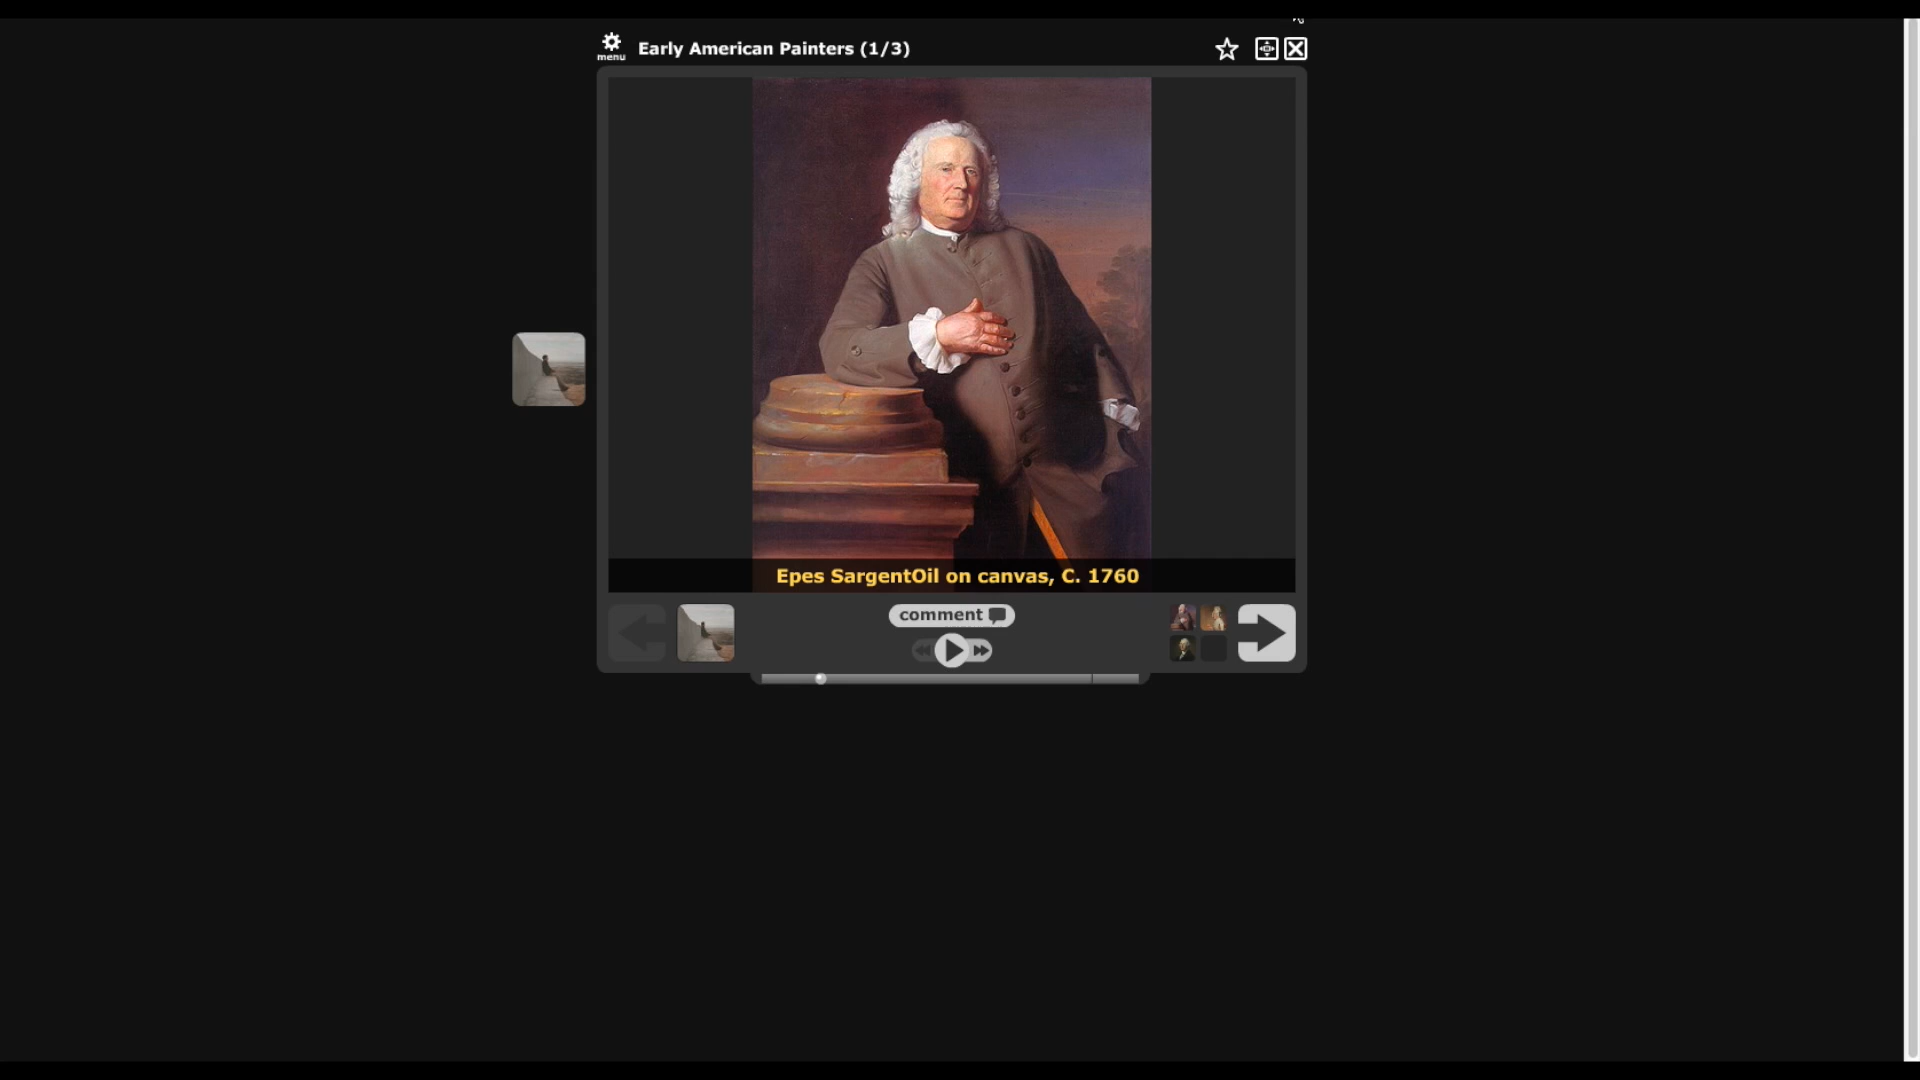 menu
Early American Painters (1/3)
Epes SargentOil on canvas, C. 1760
comment